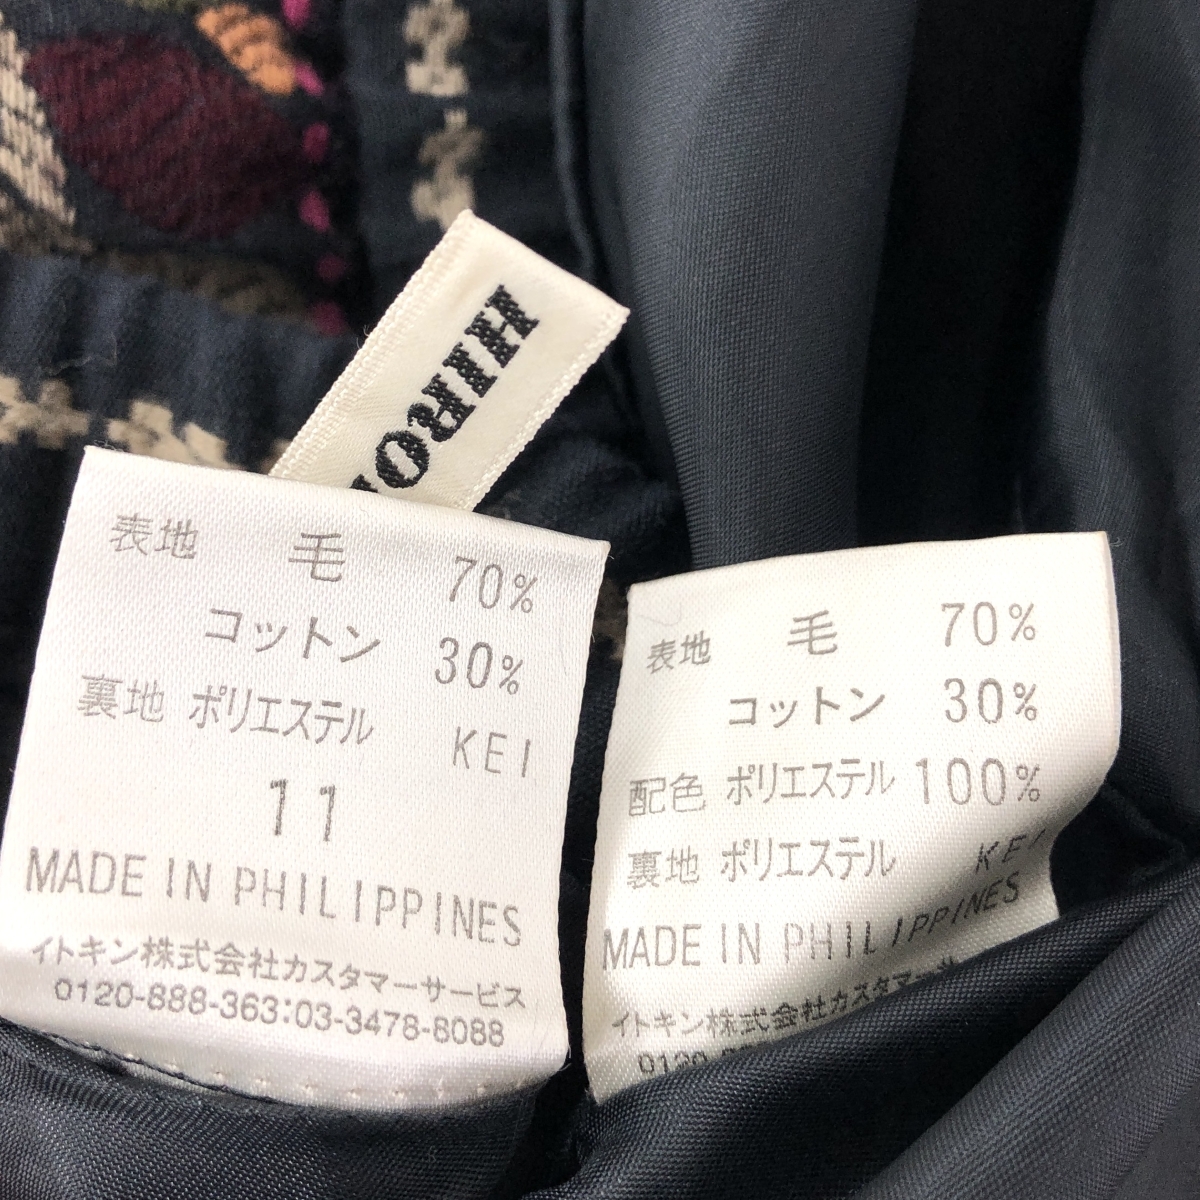 HIRO
表地 毛 70%
コットン 30%
裏地 ポリエステル KEI
11
MADE IN PHILIPPINES
イトキン株式会社カスタマーサービス
0120-888-363:03-3478-8088
表地 毛 70%
コットン 30%
配色 ポリエステル 100%
裏地 ポリエステル KEI
MADE IN PHILIPPINES
イトキン株式会社カスタマーサ
0120